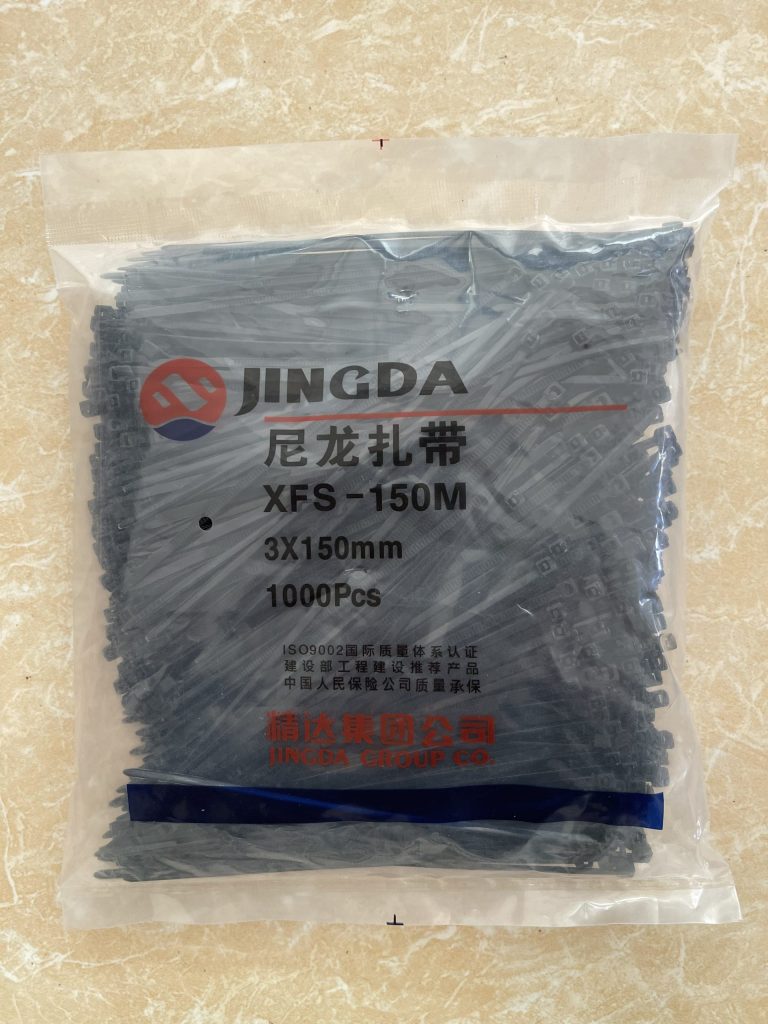 JINGDA
尼龙扎带
XFS-150M
3X150mm
1000Pcs
ISO9002国际质量体系认证
建设部工程建设推荐产品
中国人民保险公司质量承保
精达集团公司
JINGDA GROUP CO.